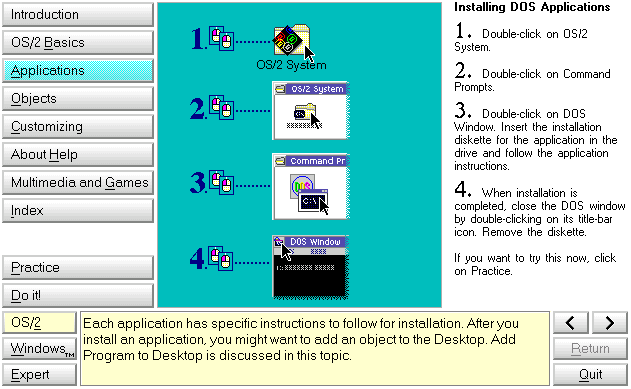 Introduction
OS/2 Basics
Applications
Objects
Customizing
About Help
Multimedia and Games
Index
Practice
Do it!
1.
OS/2 System
2.
OS/2 System
3.
Command Pr
DOS
C:\
4.
DOS Window
Installing DOS Applications
1. Double-click on OS/2
System.
2. Double-click on Command
Prompts.
3. Double-click on DOS
Window. Insert the installation
diskette for the application in the
drive and follow the application
instructions.
4. When installation is
completed, close the DOS window
by double-clicking on its title-bar
icon. Remove the diskette.
If you want to try this now, click
on Practice.
OS/2
Windows™
Expert
Each application has specific instructions to follow for installation. After you
install an application, you might want to add an object to the Desktop. Add
Program to Desktop is discussed in this topic.
Return
Quit